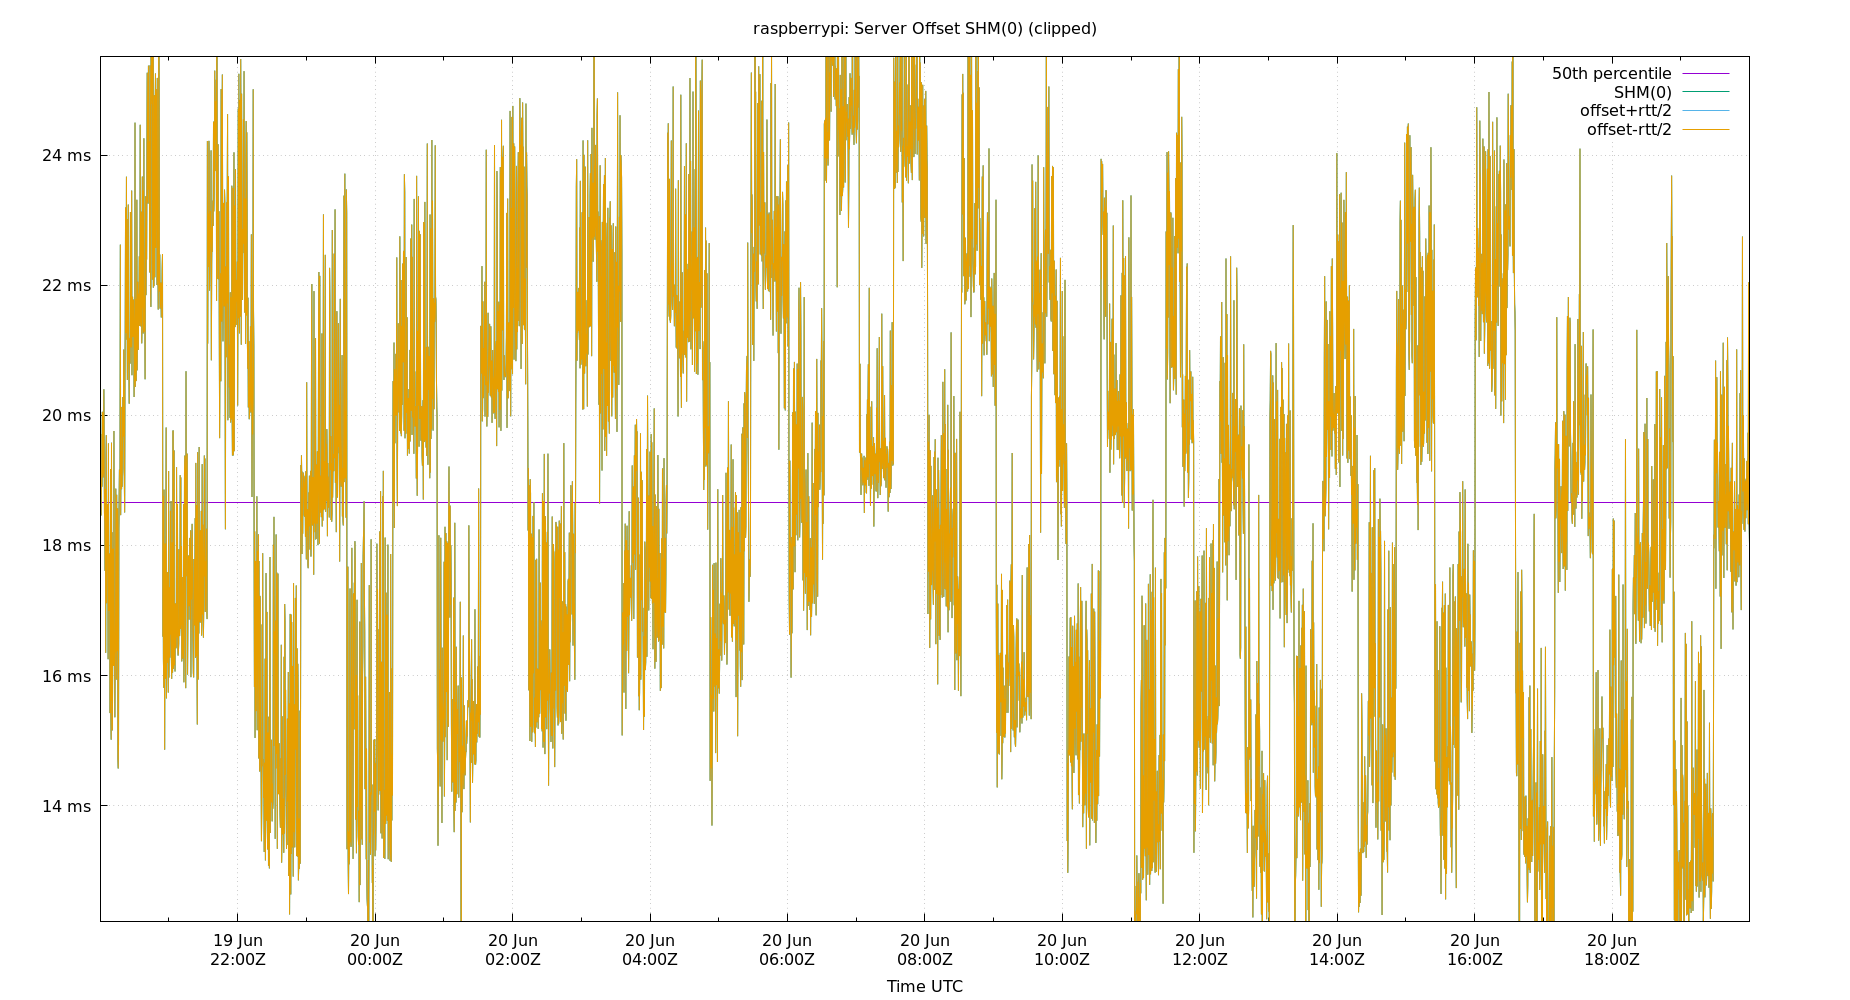 raspberrypi: Server Offset SHM(0) (clipped)
50th percentile
SHM(0)
offset+rtt/2
offset-rtt/2
24 ms
22 ms
20 ms
18 ms
16 ms
14 ms
19 Jun 20 Jun 20 Jun 20 Jun 20 Jun 20 Jun 20 Jun 20 Jun 20 Jun 20 Jun 20 Jun
22:00Z 00:00Z 02:00Z 04:00Z 06:00Z 08:00Z 10:00Z 12:00Z 14:00Z 16:00Z 18:00Z
Time UTC